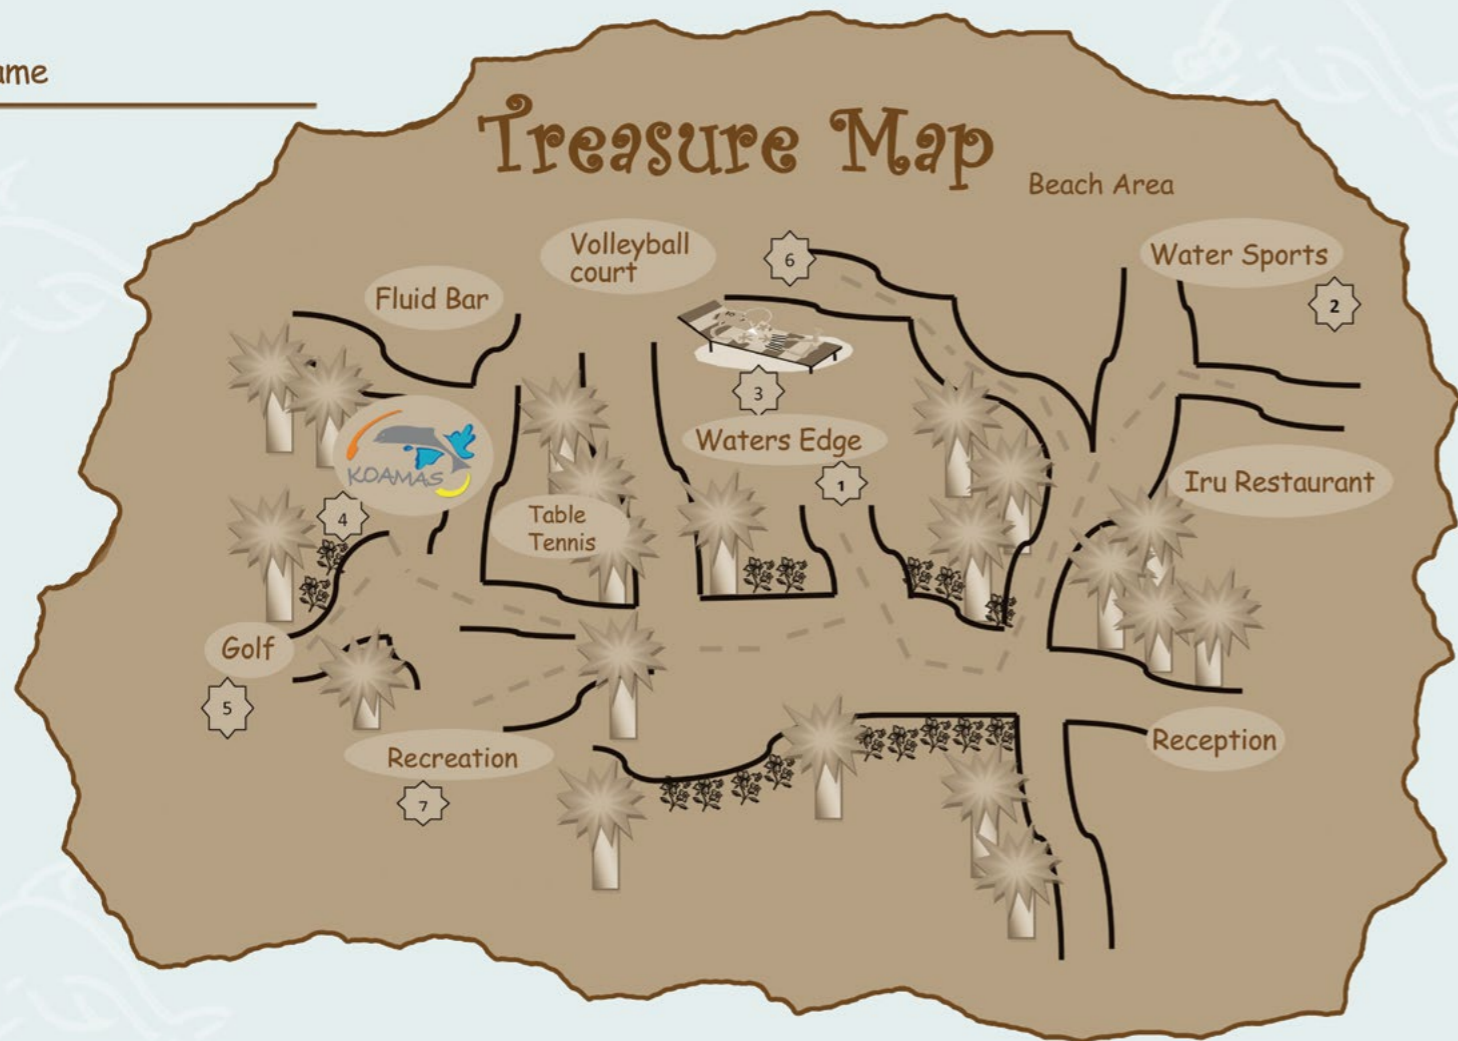 ame
Treasure Map
Beach Area
Volleyball
court
6
Water Sports
2
Fluid Bar
3
Waters Edge
1
KOAMAS
4
Table
Tennis
Iru Restaurant
Golf
5
Recreation
7
Reception